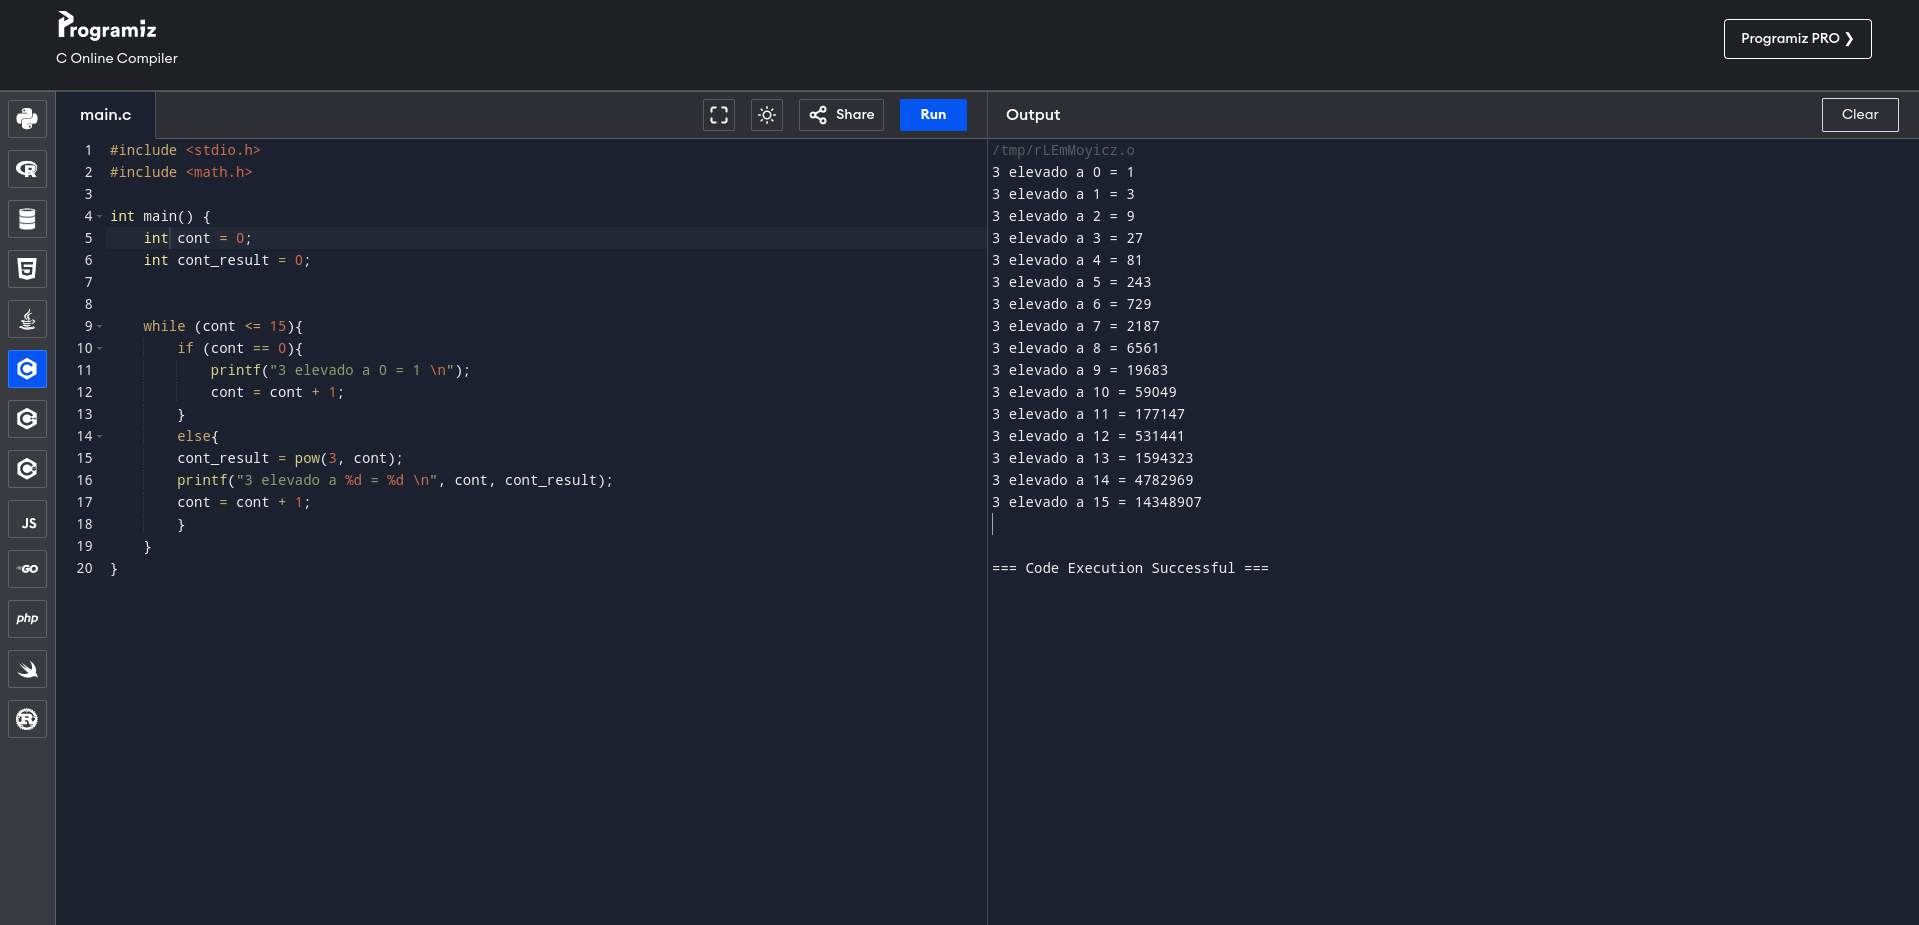 Programiz
C Online Compiler
Programiz PRO ❯
main.c
Share
Run
Output
Clear
1 #include <stdio.h>
2 #include <math.h>
3
4 int main() {
5     int cont = 0;
6     int cont_result = 0;
7
8
9     while (cont <= 15){
10         if (cont == 0){
11             printf("3 elevado a 0 = 1 \n");
12             cont = cont + 1;
13         }
14         else{
15         cont_result = pow(3, cont);
16         printf("3 elevado a %d = %d \n", cont, cont_result);
17         cont = cont + 1;
18         }
19     }
20 }
/tmp/rLEmMoyicz.o
3 elevado a 0 = 1
3 elevado a 1 = 3
3 elevado a 2 = 9
3 elevado a 3 = 27
3 elevado a 4 = 81
3 elevado a 5 = 243
3 elevado a 6 = 729
3 elevado a 7 = 2187
3 elevado a 8 = 6561
3 elevado a 9 = 19683
3 elevado a 10 = 59049
3 elevado a 11 = 177147
3 elevado a 12 = 531441
3 elevado a 13 = 1594323
3 elevado a 14 = 4782969
3 elevado a 15 = 14348907
=== Code Execution Successful ===
R
5
C
C
C
JS
GO
php
R